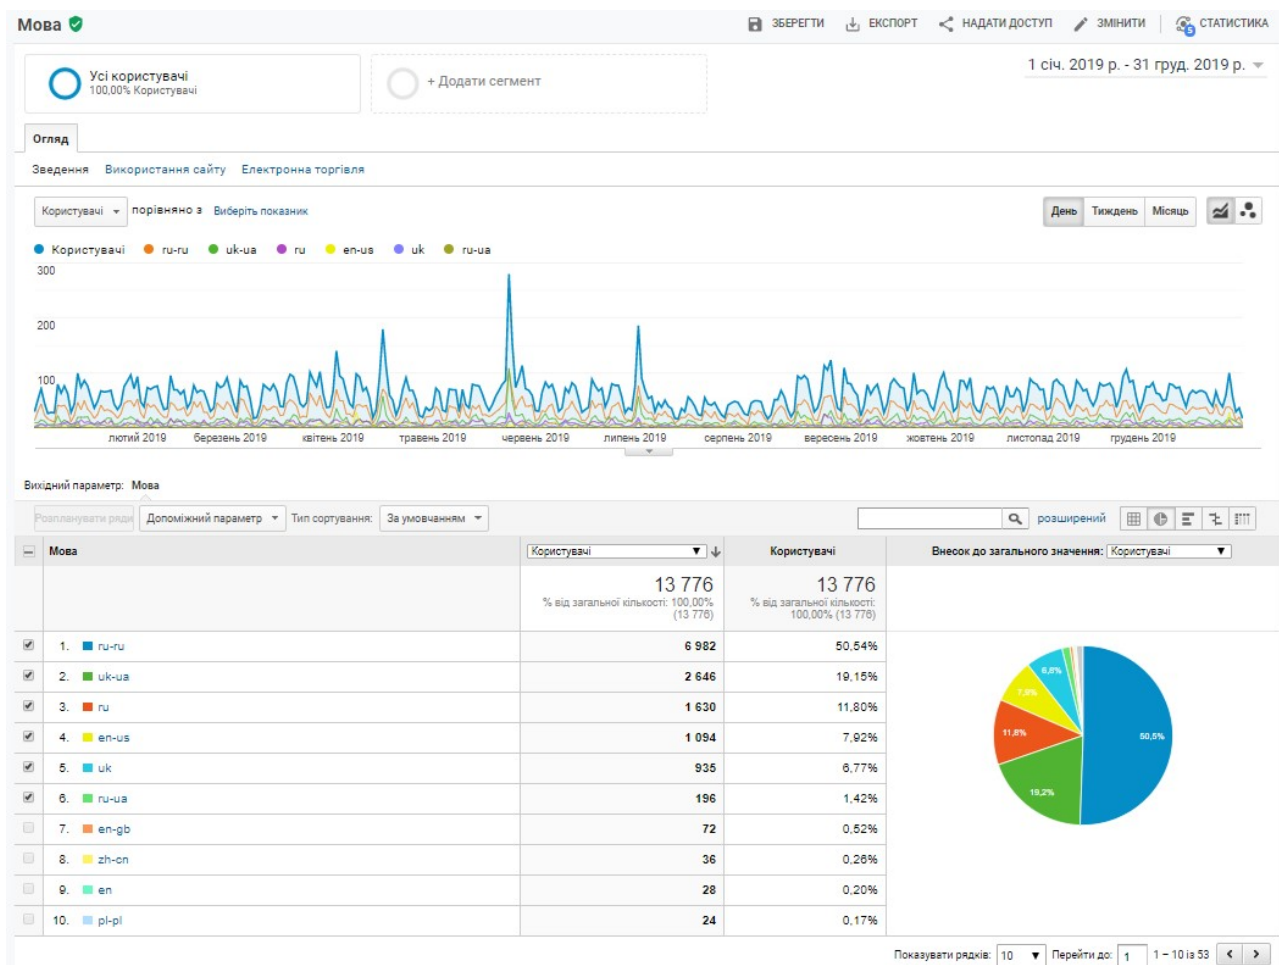 Мова
ЗБЕРЕГТИ ЕКСПОРТ НАДАТИ ДОСТУП ЗМІНИТИ 5 СТАТИСТИКА
Усі користувачі
100,00% Користувачі
+ Додати сегмент
1 січ. 2019 р. - 31 груд. 2019 р.
Огляд
Зведення Використання сайту Електронна торгівля
Користувачі порівняно з Виберіть показник
День Тиждень Місяць
Користувачі ru-ru uk-ua ru en-us uk ru-ua
300
200
100
лютий 2019 березень 2019 квітень 2019 травень 2019 червень 2019 липень 2019 серпень 2019 вересень 2019 жовтень 2019 листопад 2019 грудень 2019
Вихідний параметр: Мова
Розпланувати ряди Допоміжний параметр Тип сортування: За умовчанням розширений
Мова Користувачі Користувачі Внесок до загального значення: Користувачі
13 776 13 776
% від загальної кількості: 100,00% (13 776) % від загальної кількості: 100,00% (13 776)
1. ru-ru 6 982 50,54%
2. uk-ua 2 646 19,15%
3. ru 1 630 11,80%
4. en-us 1 094 7,92%
5. uk 935 6,77%
6. ru-ua 196 1,42%
7. en-gb 72 0,52%
8. zh-cn 36 0,26%
9. en 28 0,20%
10. pl-pl 24 0,17%
6,8%
7,9%
11,8%
50,5%
19,2%
Показувати рядків: 10 Перейти до: 1 1 – 10 із 53